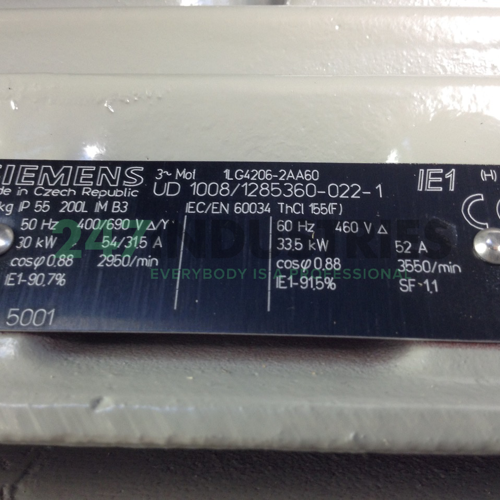 SIEMENS 3~ Mot 1LG4206-2AA60 IE1 (H)
de in Czech Republic UD 1008/1285360-022-1
kg IP 55 200L IM B3 IEC/EN 60034 ThCl 155(F)
50 Hz 400/690 V Δ/Y 60 Hz 460 V Δ
30 kW 54/31.5 A 33.5 kW 52 A
cosφ 0.88 2950/min cosφ 0.88 3550/min
IE1-90,7% IE1-91,5% SF-1,1
5001
247 INDUSTRIES
EVERYBODY IS A PROFESSIONAL